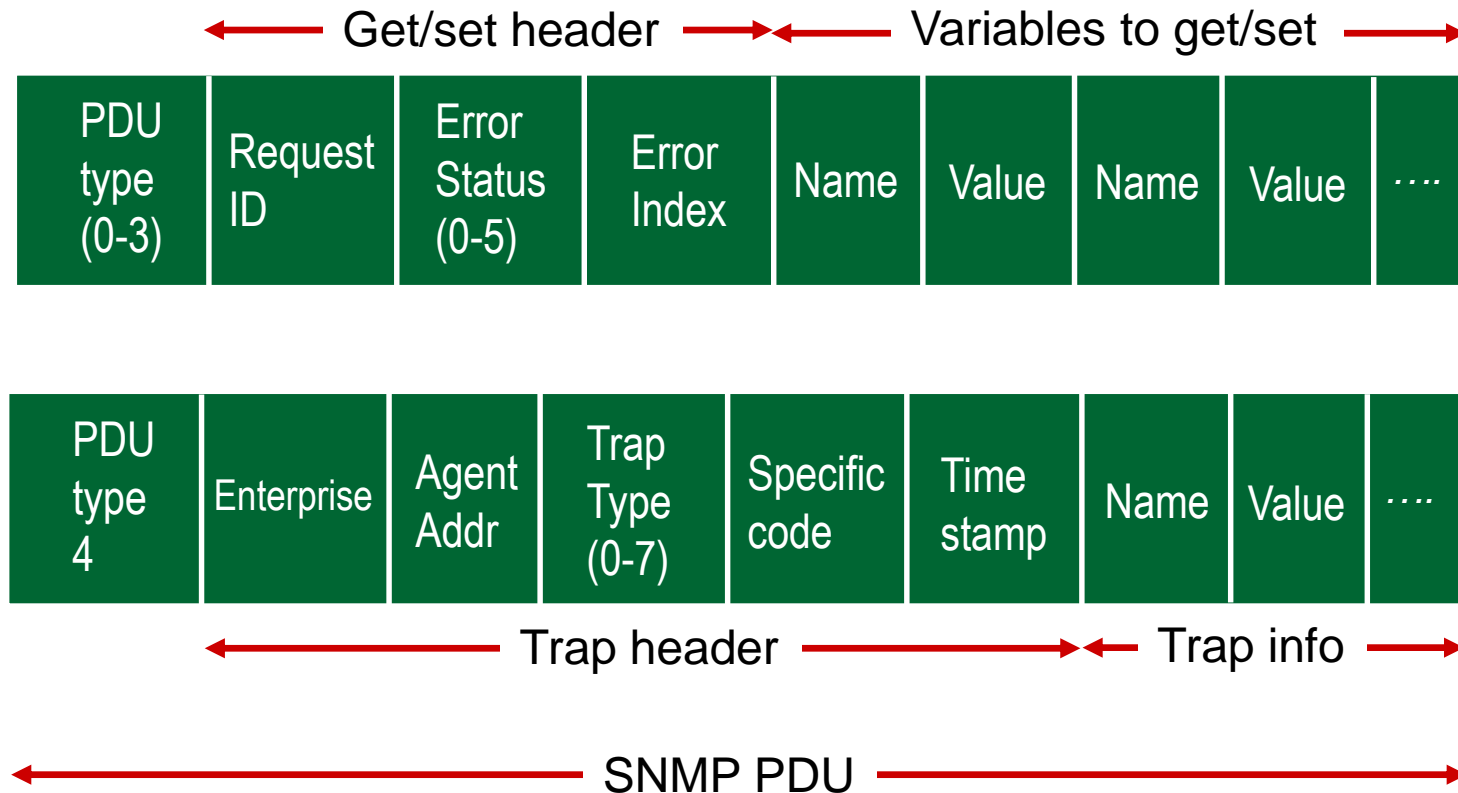 Get/set header
Variables to get/set
PDU
type
(0-3)
Request
ID
Error
Status
(0-5)
Error
Index
Name
Value
Name
Value
....
PDU
type
4
Enterprise
Agent
Addr
Trap
Type
(0-7)
Specific
code
Time
stamp
Name
Value
....
Trap header
Trap info
SNMP PDU